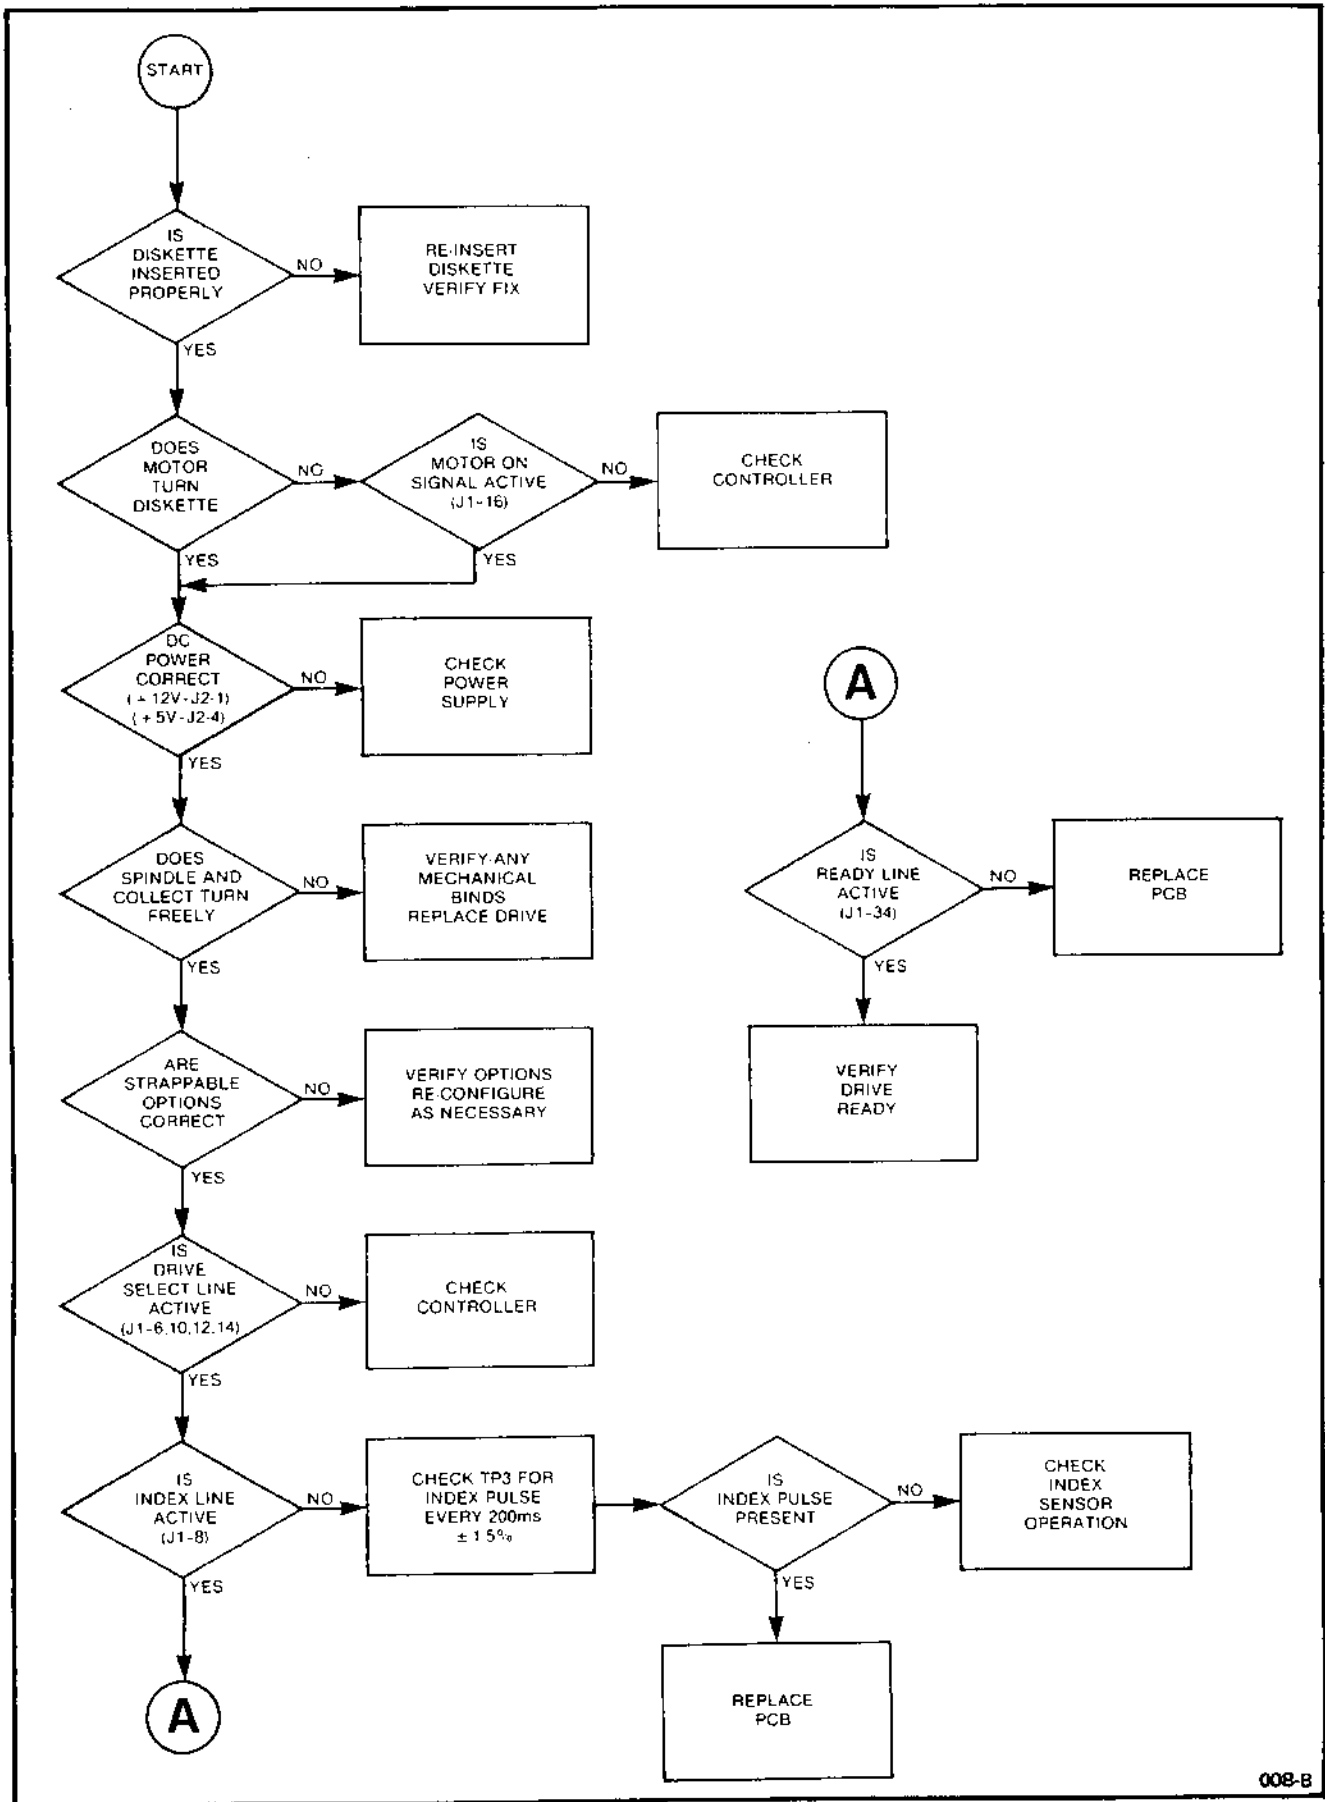 START
IS
DISKETTE
INSERTED
PROPERLY
NO
RE-INSERT
DISKETTE
VERIFY FIX
YES
DOES
MOTOR
TURN
DISKETTE
NO
IS
MOTOR ON
SIGNAL ACTIVE
(J1-16)
NO
CHECK
CONTROLLER
YES
YES
DC
POWER
CORRECT
(+12V-J2-1)
(+5V-J2-4)
NO
CHECK
POWER
SUPPLY
YES
DOES
SPINDLE AND
COLLECT TURN
FREELY
NO
VERIFY ANY
MECHANICAL
BINDS
REPLACE DRIVE
YES
ARE
STRAPPABLE
OPTIONS
CORRECT
NO
VERIFY OPTIONS
RE-CONFIGURE
AS NECESSARY
YES
IS
DRIVE
SELECT LINE
ACTIVE
(J1-6,10,12,14)
NO
CHECK
CONTROLLER
YES
IS
INDEX LINE
ACTIVE
(J1-8)
NO
CHECK TP3 FOR
INDEX PULSE
EVERY 200ms
±1.5%
IS
INDEX PULSE
PRESENT
NO
CHECK
INDEX
SENSOR
OPERATION
YES
REPLACE
PCB
YES
A
A
IS
READY LINE
ACTIVE
(J1-34)
NO
REPLACE
PCB
YES
VERIFY
DRIVE
READY
008-B